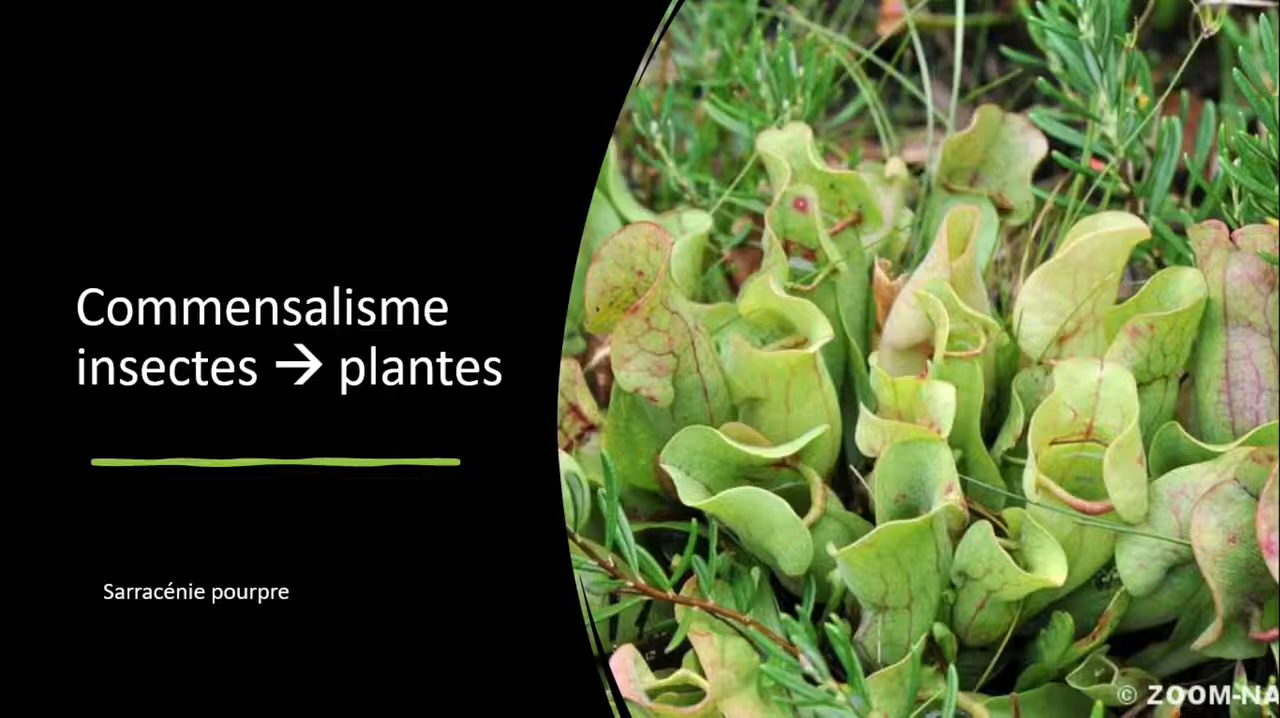 Commensalisme
insectes → plantes
Sarracénie pourpre
© ZOOM-NA